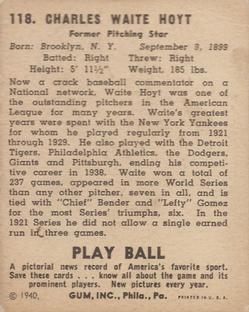 118. CHARLES WAITE HOYT
Former Pitching Star
Born: Brooklyn, N. Y. September 9, 1899
Batted: Right Threw: Right
Height: 5' 11½" Weight: 185 lbs.
Now a crack baseball commentator on a
National network, Waite Hoyt was one
of the outstanding pitchers in the American
League for many years. Waite's greatest
years were spent with the New York Yankees
for whom he played regularly from 1921
through 1929. He also played with the Detroit
Tigers, Philadelphia Athletics, the Dodgers,
Giants and Pittsburgh, ending his competi-
tive career in 1938. Waite won a total of
237 games, appeared in more World Series
than any other pitcher, seven in all, and is
tied with "Chief" Bender and "Lefty" Gomez
for the most Series' triumphs, six. In the
1921 Series he did not allow a single earned
run in three games.
PLAY BALL
A pictorial news record of America's favorite sport.
Save these cards . . . know all about the game and its
prominent players. New pictures every year.
© 1940, GUM, INC., Phila., Pa. PRINTED IN U. S. A.